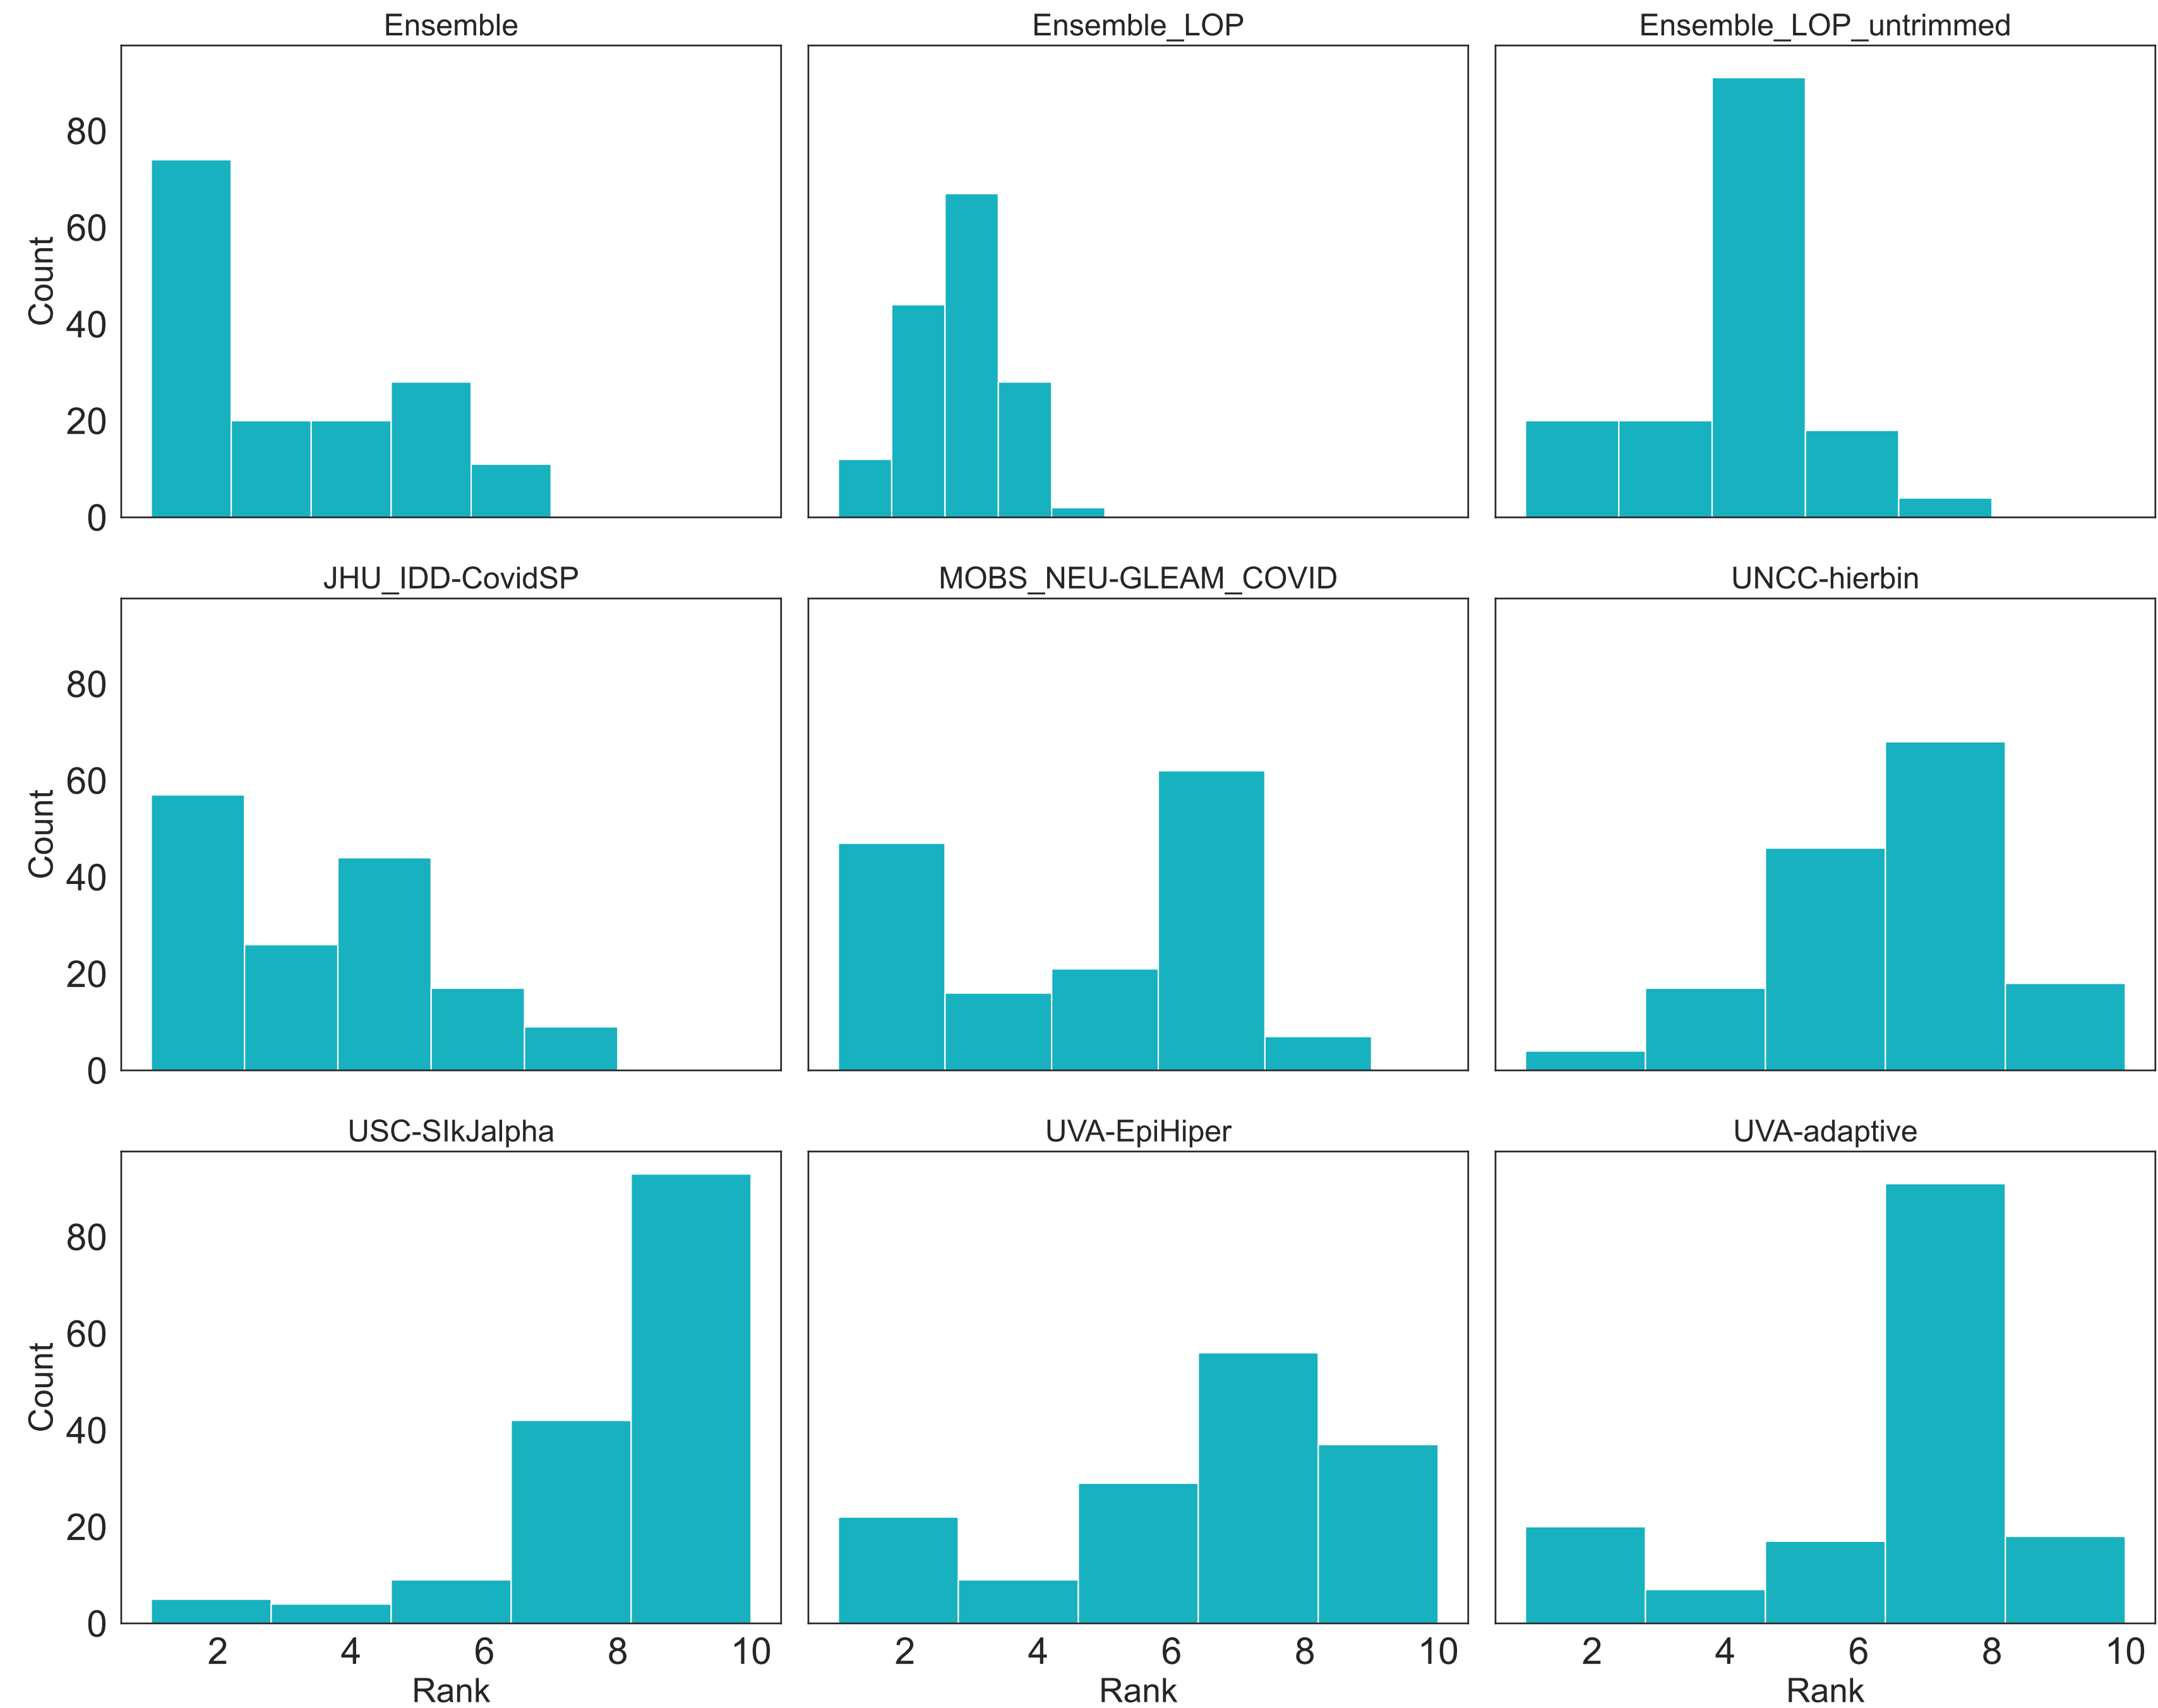 Ensemble
Ensemble_LOP
Ensemble_LOP_untrimmed
Count
80
60
40
20
0
JHU_IDD-CovidSP
MOBS_NEU-GLEAM_COVID
UNCC-hierbin
Count
80
60
40
20
0
USC-SIkJalpha
UVA-EpiHiper
UVA-adaptive
Count
80
60
40
20
0
2 4 6 8 10
2 4 6 8 10
2 4 6 8 10
Rank
Rank
Rank